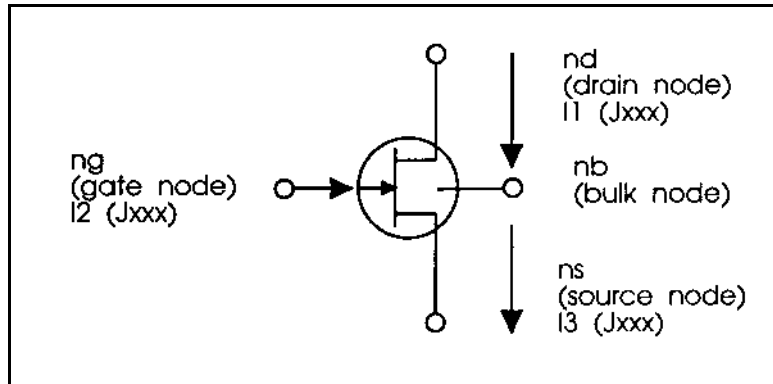 nd
(drain node)
I1 (Jxxx)
ng
(gate node)
I2 (Jxxx)
nb
(bulk node)
ns
(source node)
I3 (Jxxx)